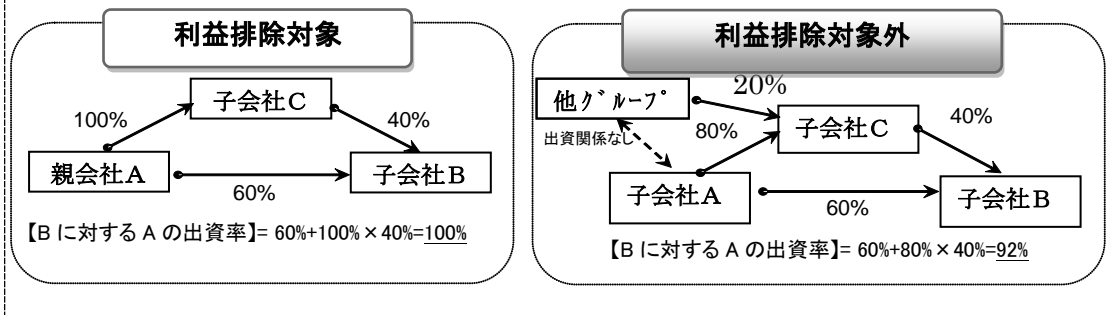 利益排除対象
子会社C
100%
40%
親会社A
子会社B
60%
【B に対する A の出資率】= 60%+100%×40%=100%
利益排除対象外
他グループ
20%
出資関係なし
80%
子会社C
40%
子会社A
子会社B
60%
【B に対する A の出資率】= 60%+80%×40%=92%